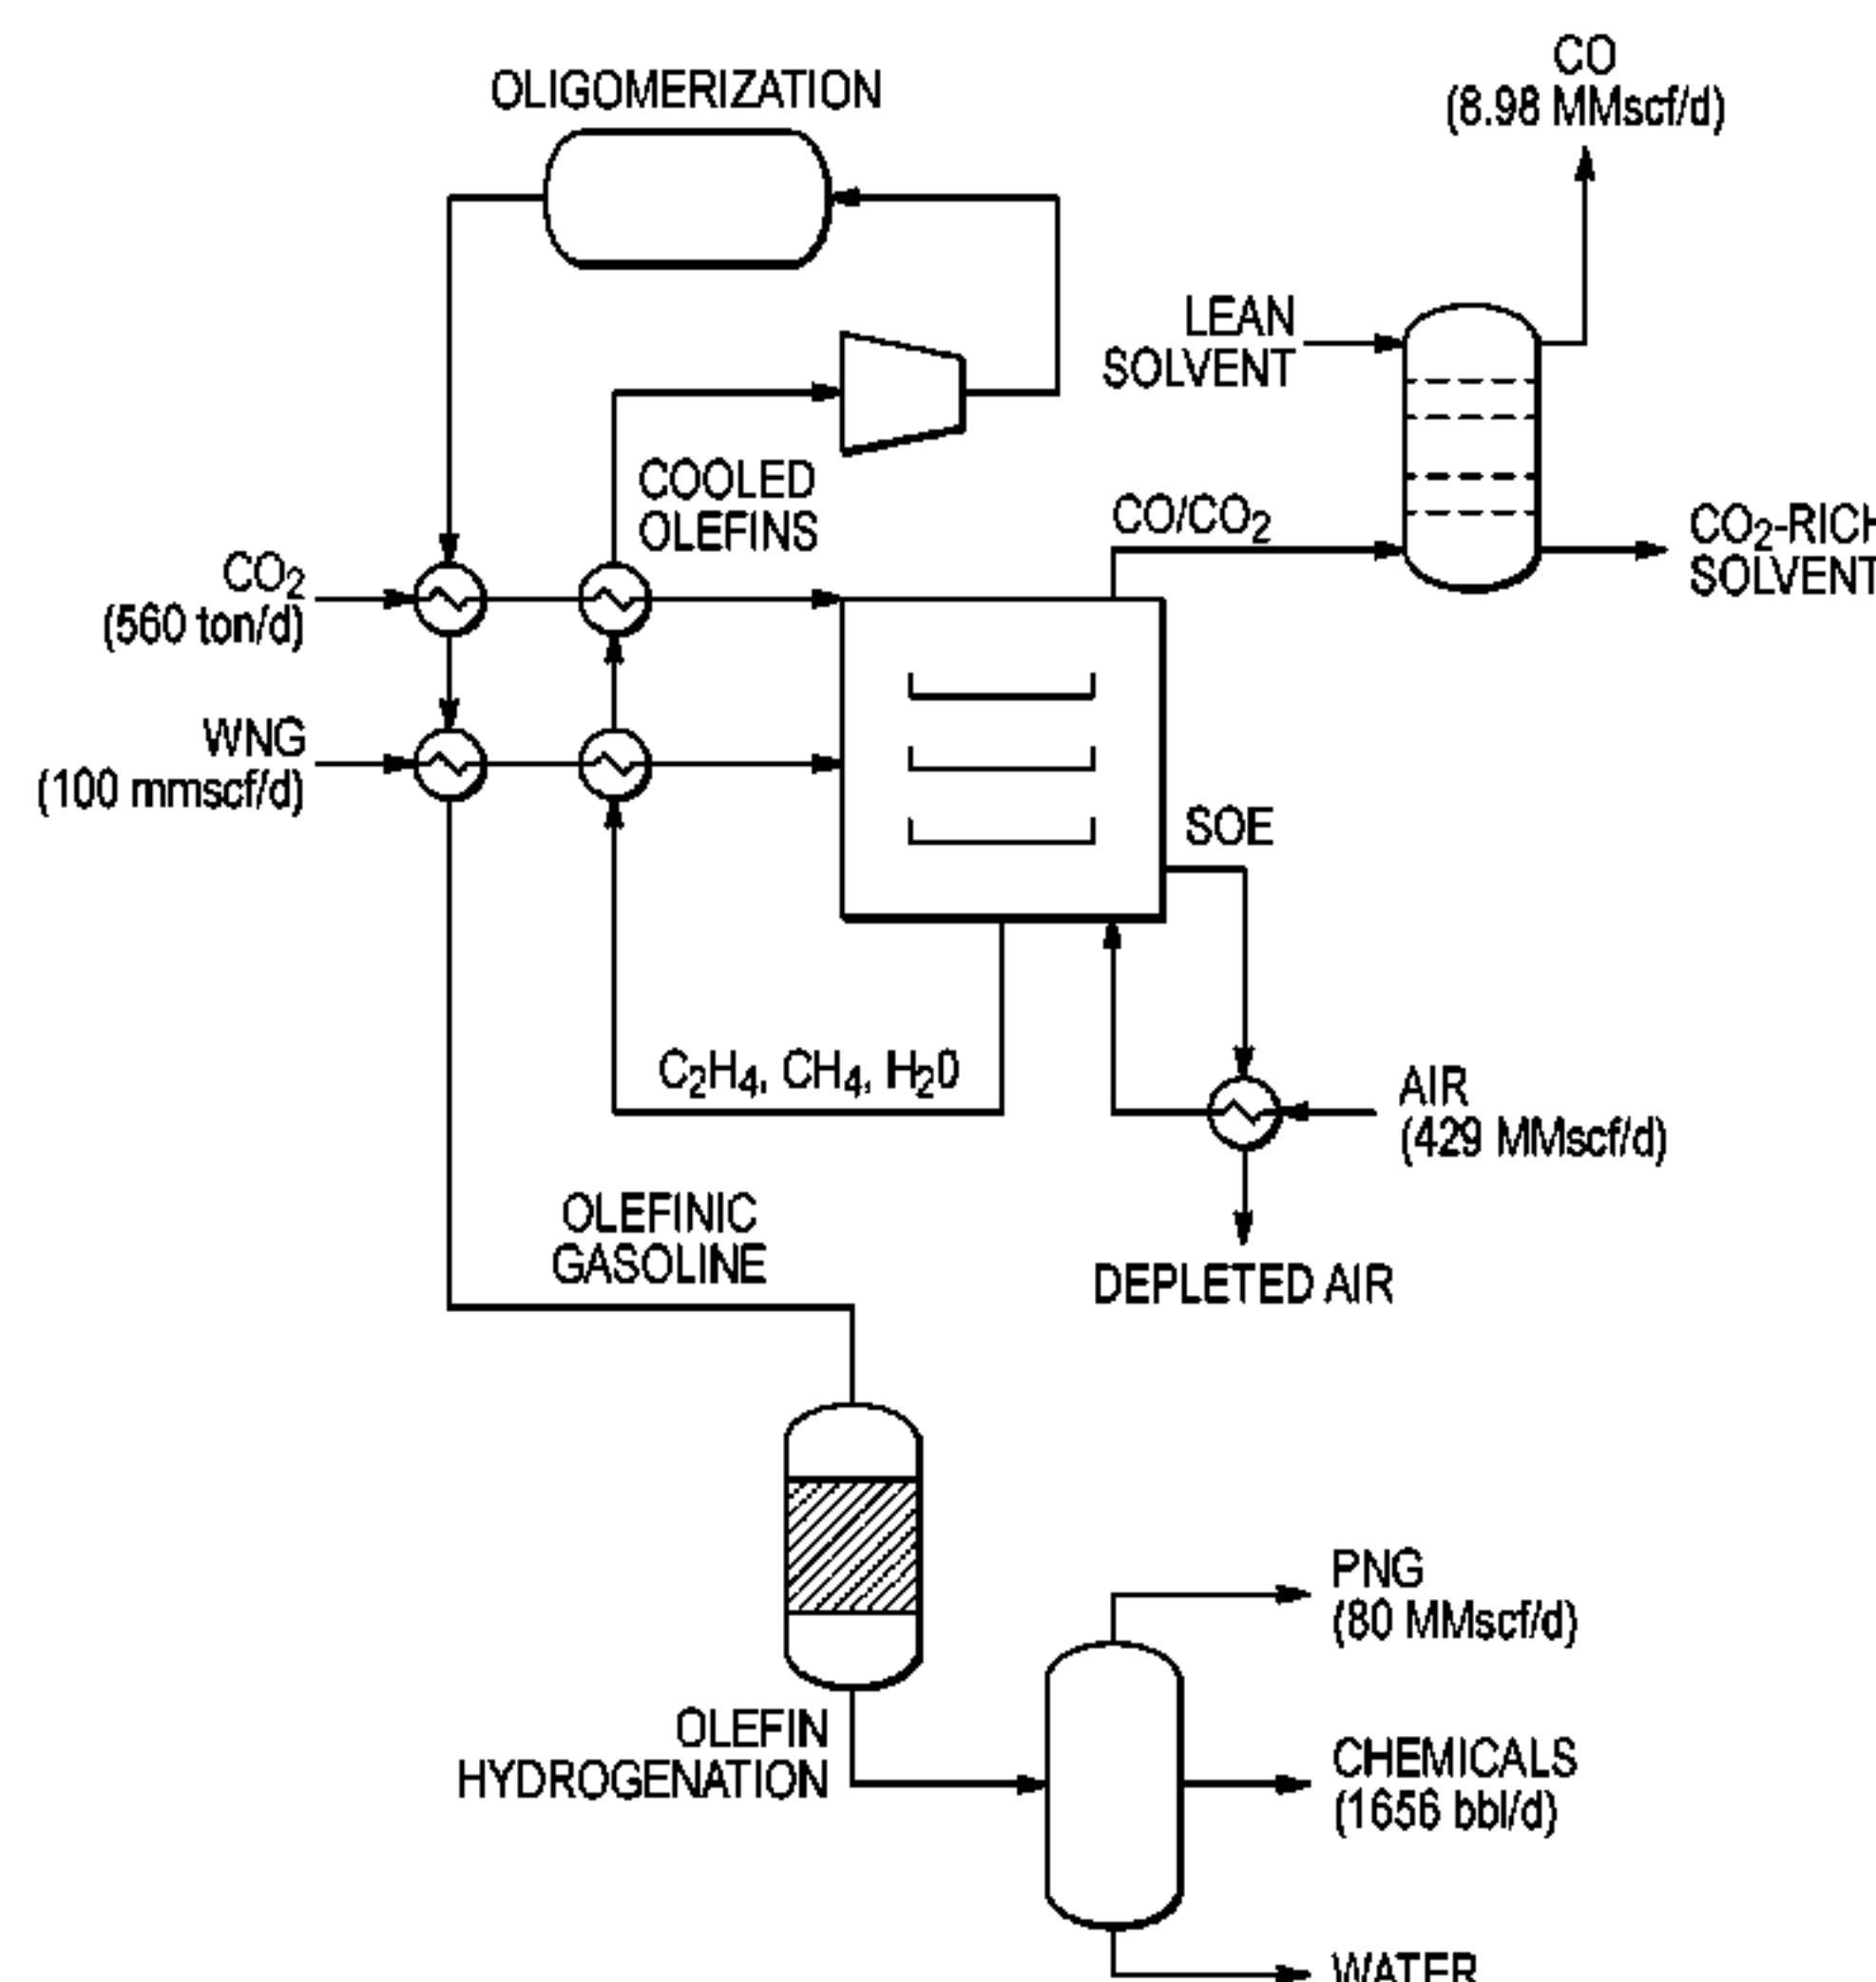 OLIGOMERIZATION
CO
(8.98 MMscf/d)
LEAN
SOLVENT
COOLED
OLEFINS
CO/CO2
CO2-RICH
SOLVENT
CO2
(560 ton/d)
WNG
(100 mmscf/d)
SOE
C2H4, CH4, H20
AIR
(429 MMscf/d)
OLEFINIC
GASOLINE
DEPLETED AIR
PNG
(80 MMscf/d)
OLEFIN
HYDROGENATION
CHEMICALS
(1656 bbl/d)
WATER